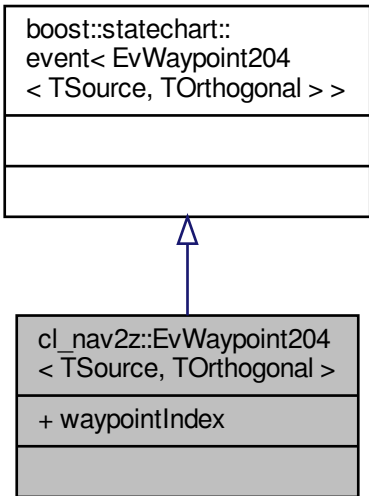 boost::statechart::
event< EvWaypoint204
< TSource, TOrthogonal > >
cl_nav2z::EvWaypoint204
< TSource, TOrthogonal >
+ waypointIndex